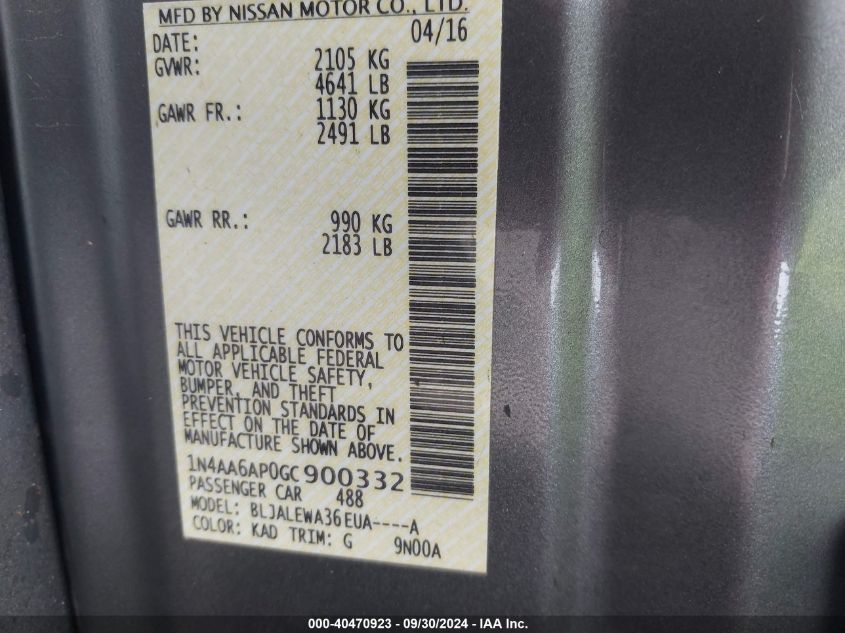 MFD BY NISSAN MOTOR CO., LTD.
DATE: 04/16
GVWR: 2105 KG
4641 LB
GAWR FR.: 1130 KG
2491 LB
GAWR RR.: 990 KG
2183 LB
THIS VEHICLE CONFORMS TO
ALL APPLICABLE FEDERAL
MOTOR VEHICLE SAFETY,
BUMPER, AND THEFT
PREVENTION STANDARDS IN
EFFECT ON THE DATE OF
MANUFACTURE SHOWN ABOVE.
1N4AA6AP0GC900332
PASSENGER CAR 488
MODEL: BLJALEWA36EUA----A
COLOR: KAD TRIM: G 9N00A
000-40470923 - 09/30/2024 - IAA Inc.